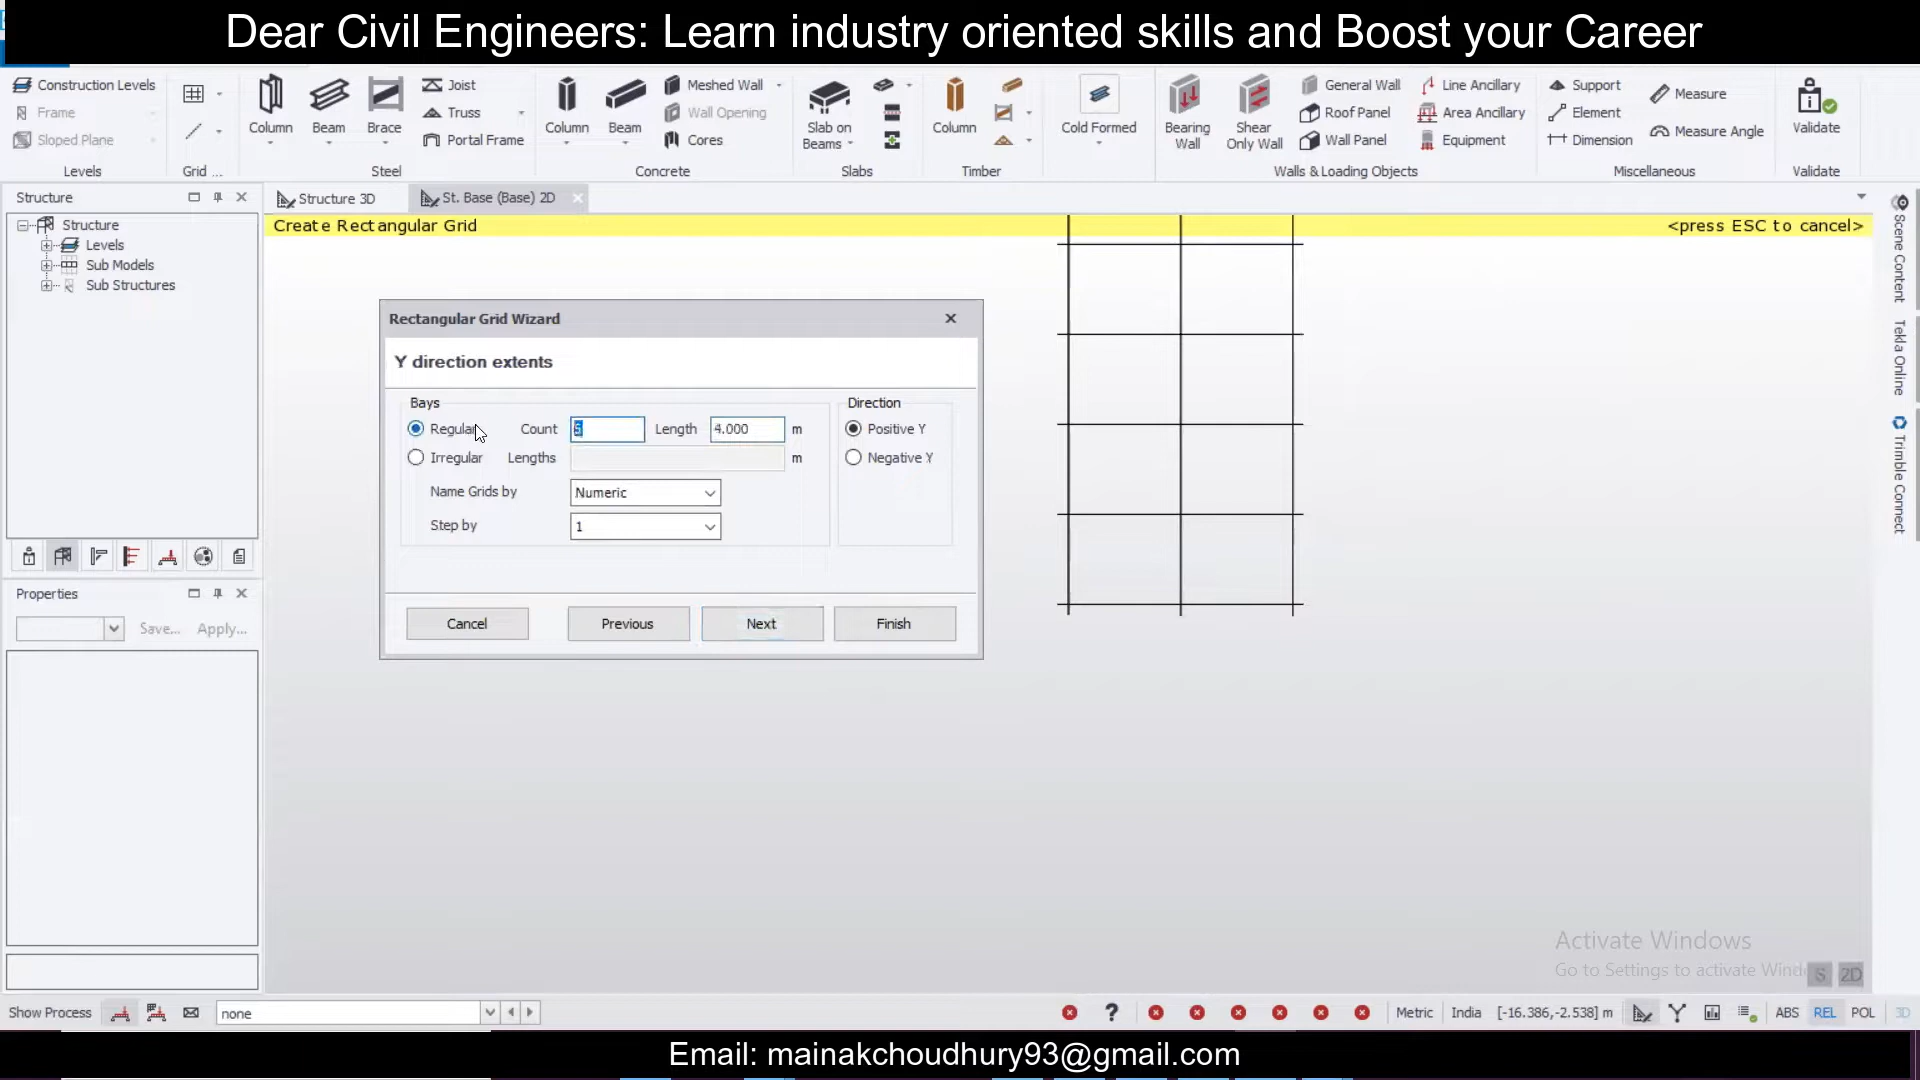 Dear Civil Engineers: Learn industry oriented skills and Boost your Career
Construction Levels
Frame
Sloped Plane
Levels
Grid ...
Column
Beam
Brace
Joist
Truss
Portal Frame
Steel
Column
Beam
Meshed Wall
Wall Opening
Cores
Concrete
Slab on
Beams
Slabs
Column
Timber
Cold Formed
Bearing
Wall
Shear
Only Wall
General Wall
Roof Panel
Wall Panel
Line Ancillary
Area Ancillary
Equipment
Walls & Loading Objects
Support
Element
Dimension
Measure
Measure Angle
Miscellaneous
Validate
Validate
Structure
Structure 3D
St. Base (Base) 2D
Structure
Levels
Sub Models
Sub Structures
Create Rectangular Grid
<press ESC to cancel>
Scene Content
Tekla Online
Trimble Connect
Rectangular Grid Wizard
Y direction extents
Bays
Direction
Regular
Count
5
Length
4.000
m
Positive Y
Irregular
Lengths
m
Negative Y
Name Grids by
Numeric
Step by
1
Cancel
Previous
Next
Finish
Properties
Save...
Apply...
Activate Windows
Go to Settings to activate Wind
S
2D
Show Process
none
?
Metric
India
[-16.386,-2.538] m
ABS
REL
POL
3D
Email: mainakchoudhury93@gmail.com